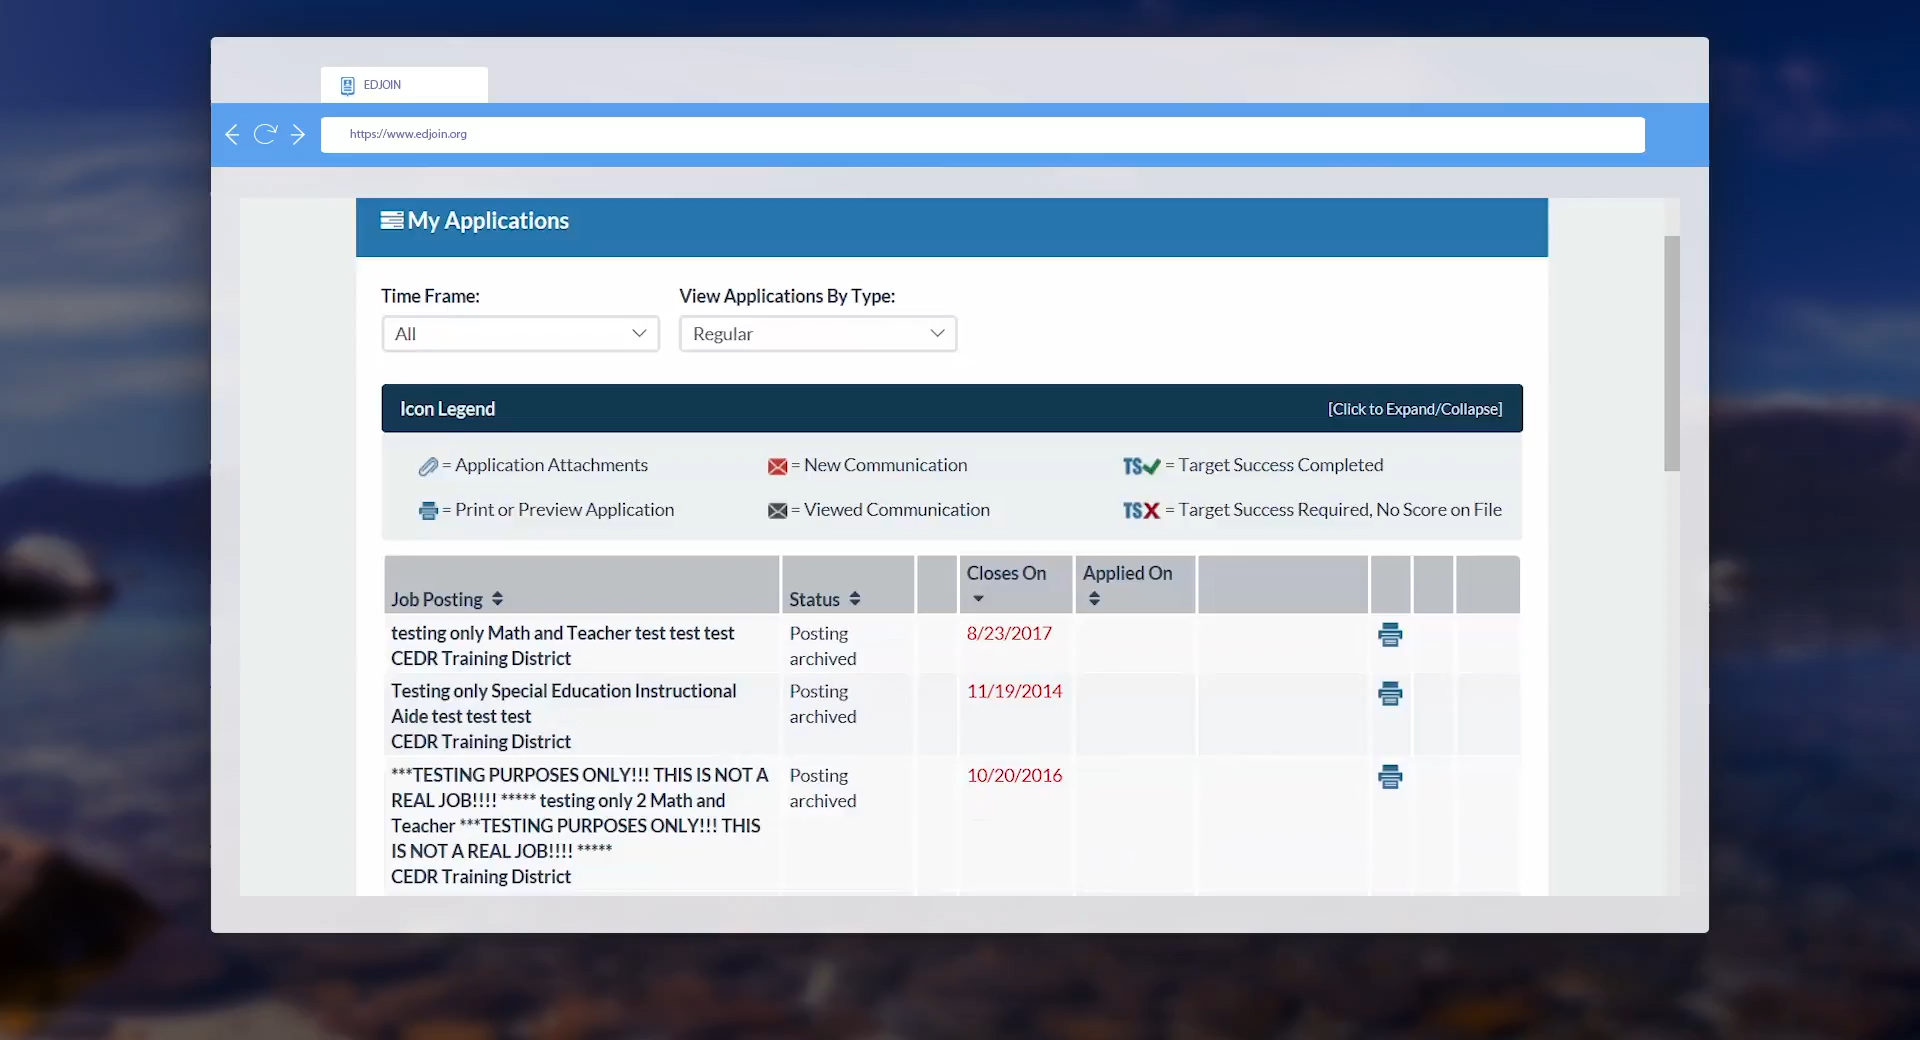 EDJOIN
https://www.edjoin.org
My Applications
Time Frame:
View Applications By Type:
All
Regular
Icon Legend
[Click to Expand/Collapse]
= Application Attachments
= New Communication
TS = Target Success Completed
= Print or Preview Application
= Viewed Communication
TSX = Target Success Required, No Score on File
Job Posting
Status
Closes On
Applied On
testing only Math and Teacher test test test
CEDR Training District
Posting
archived
8/23/2017
Testing only Special Education Instructional
Aide test test test
CEDR Training District
Posting
archived
11/19/2014
***TESTING PURPOSES ONLY!!! THIS IS NOT A
REAL JOB!!!! ***** testing only 2 Math and
Teacher ***TESTING PURPOSES ONLY!!! THIS
IS NOT A REAL JOB!!!! *****
CEDR Training District
Posting
archived
10/20/2016